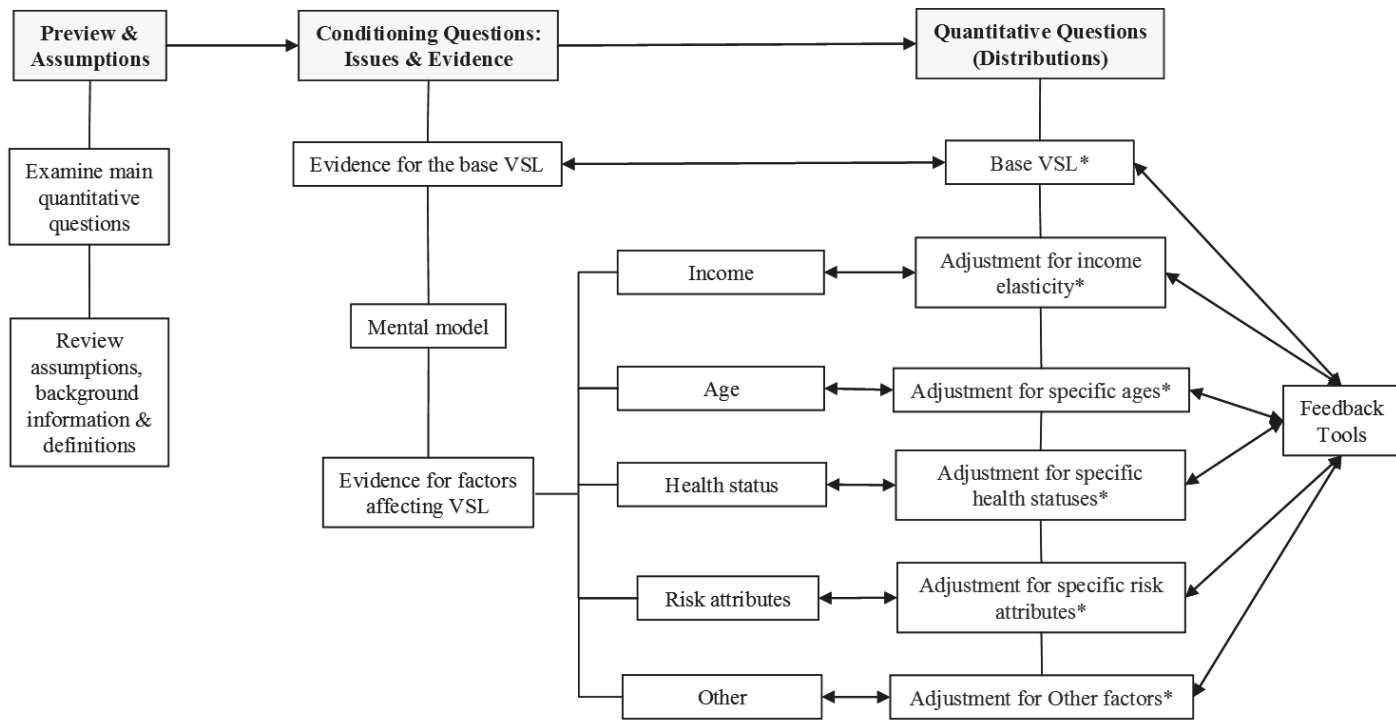 Preview &
Assumptions
Conditioning Questions:
Issues & Evidence
Quantitative Questions
(Distributions)
Examine main
quantitative
questions
Review
assumptions,
background
information &
definitions
Evidence for the base VSL
Mental model
Evidence for factors
affecting VSL
Income
Age
Health status
Risk attributes
Other
Base VSL*
Adjustment for income
elasticity*
Adjustment for specific ages*
Adjustment for specific
health statuses*
Adjustment for specific risk
attributes*
Adjustment for Other factors*
Feedback
Tools